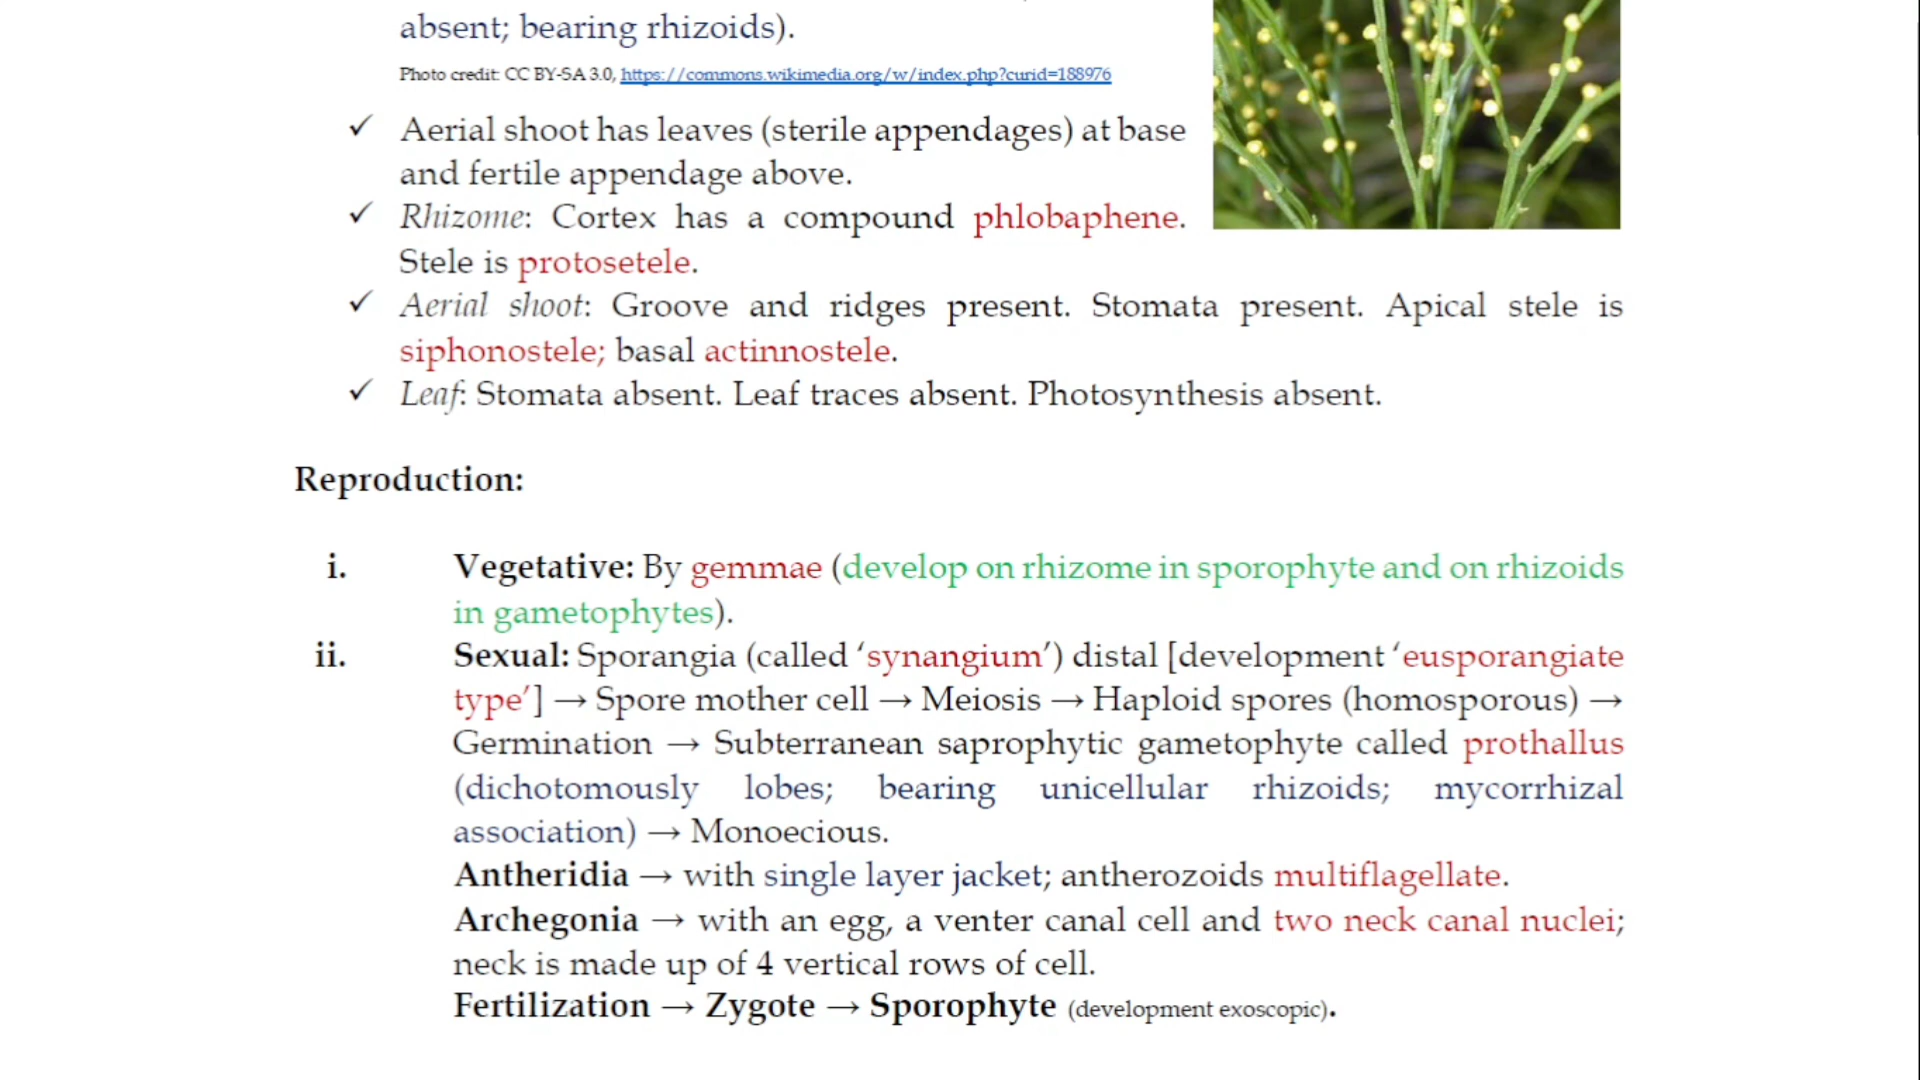 absent; bearing rhizoids).
Photo credit: CC BY-SA 3.0, https://commons.wikimedia.org/w/index.php?curid=188976
✓ Aerial shoot has leaves (sterile appendages) at base
and fertile appendage above.
✓ Rhizome: Cortex has a compound phlobaphene.
Stele is protosetele.
✓ Aerial shoot: Groove and ridges present. Stomata present. Apical stele is
siphonostele; basal actinnostele.
✓ Leaf: Stomata absent. Leaf traces absent. Photosynthesis absent.
Reproduction:
i. Vegetative: By gemmae (develop on rhizome in sporophyte and on rhizoids
in gametophytes).
ii. Sexual: Sporangia (called ‘synangium’) distal [development ‘eusporangiate
type’] → Spore mother cell → Meiosis → Haploid spores (homosporous) →
Germination → Subterranean saprophytic gametophyte called prothallus
(dichotomously lobes; bearing unicellular rhizoids; mycorrhizal
association) → Monoecious.
Antheridia → with single layer jacket; antherozoids multiflagellate.
Archegonia → with an egg, a venter canal cell and two neck canal nuclei;
neck is made up of 4 vertical rows of cell.
Fertilization → Zygote → Sporophyte (development exoscopic).